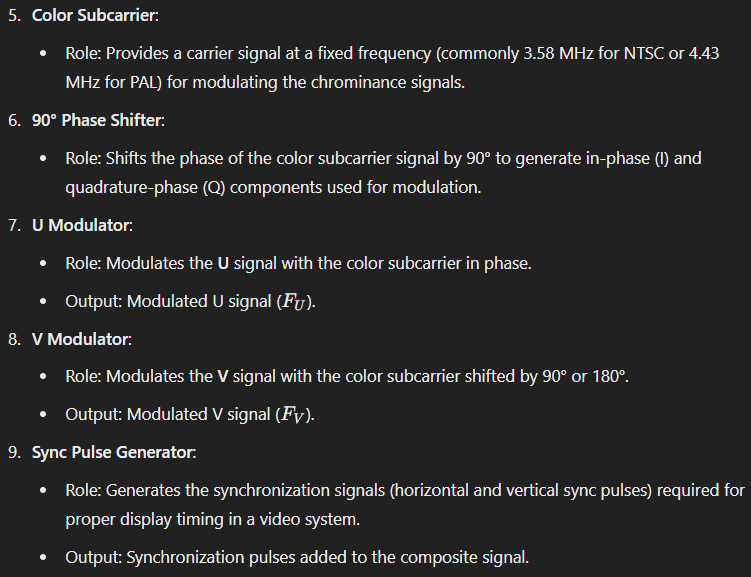 5. Color Subcarrier:
• Role: Provides a carrier signal at a fixed frequency (commonly 3.58 MHz for NTSC or 4.43
MHz for PAL) for modulating the chrominance signals.
6. 90° Phase Shifter:
• Role: Shifts the phase of the color subcarrier signal by 90° to generate in-phase (I) and
quadrature-phase (Q) components used for modulation.
7. U Modulator:
• Role: Modulates the U signal with the color subcarrier in phase.
• Output: Modulated U signal (F_U).
8. V Modulator:
• Role: Modulates the V signal with the color subcarrier shifted by 90° or 180°.
• Output: Modulated V signal (F_V).
9. Sync Pulse Generator:
• Role: Generates the synchronization signals (horizontal and vertical sync pulses) required for
proper display timing in a video system.
• Output: Synchronization pulses added to the composite signal.